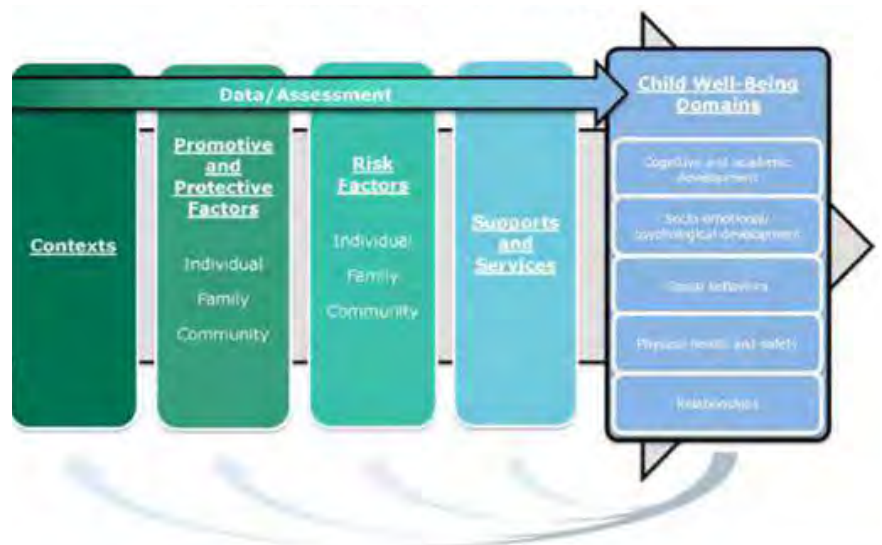 Data/Assessment
Contexts
Promotive
and
Protective
Factors
Individual
Family
Community
Risk
Factors
Individual
Family
Community
Supports
and
Services
Child Well-Being
Domains
Cognitive and academic
development
Socio-emotional/
psychological development
Social behaviors
Physical health and safety
Relationships